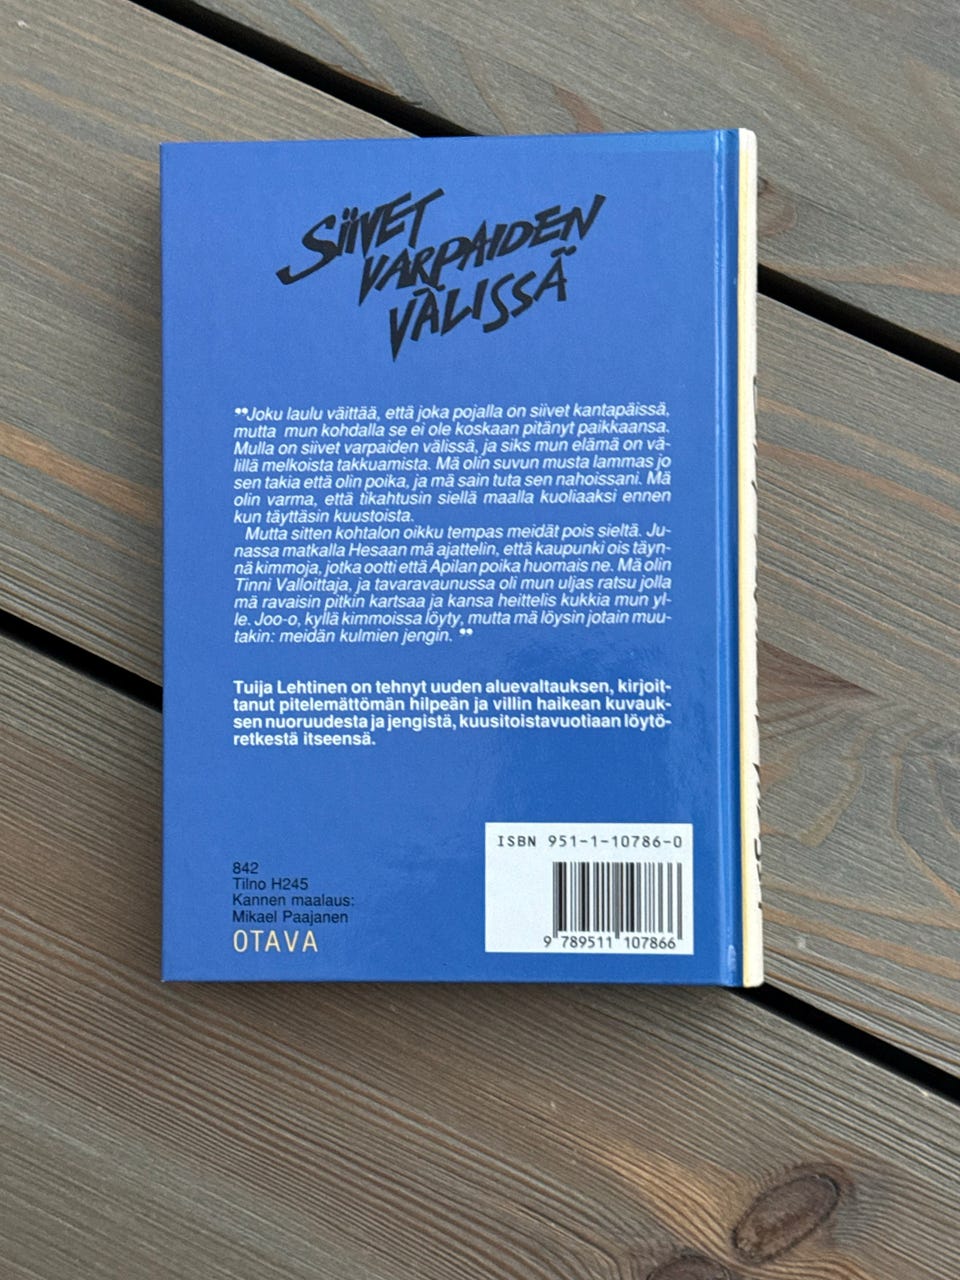 SIIVET
VARPAIDEN
VÄLISSÄ
”Joku laulu väittää, että joka pojalla on siivet kantapäissä,
mutta mun kohdalla se ei ole koskaan pitänyt paikkaansa.
Mulla on siivet varpaiden välissä, ja siks mun elämä on vä-
lillä melkoista takkuamista. Mä olin suvun musta lammas jo
sen takia että olin poika, ja mä sain tuta sen nahoissani. Mä
olin varma, että tikahtusin siellä maalla kuoliaaksi ennen
kun täyttäsin kuustoista.
Mutta sitten kohtalon oikku tempas meidät pois sieltä. Ju-
nassa matkalla Hesaan mä ajattelin, että kaupunki ois täyn-
nä kimmoja, jotka ootti että Apilan poika huomais ne. Mä olin
Tinni Valloittaja, ja tavaravaunussa oli mun uljas ratsu jolla
mä ravaisin pitkin kartsaa ja kansa heittelis kukkia mun yl-
le. Joo-o, kyllä kimmoissa löyty, mutta mä löysin jotain muu-
takin: meidän kulmien jengin. ”
Tuija Lehtinen on tehnyt uuden aluevaltauksen, kirjoit-
tanut pitelemättömän hilpeän ja villin haikean kuvauk-
sen nuoruudesta ja jengistä, kuusitoistavuotiaan löytö-
retkestä itseensä.
842
Tilno H245
Kannen maalaus:
Mikael Paajanen
OTAVA
ISBN 951-1-10786-0
9 789511 107866